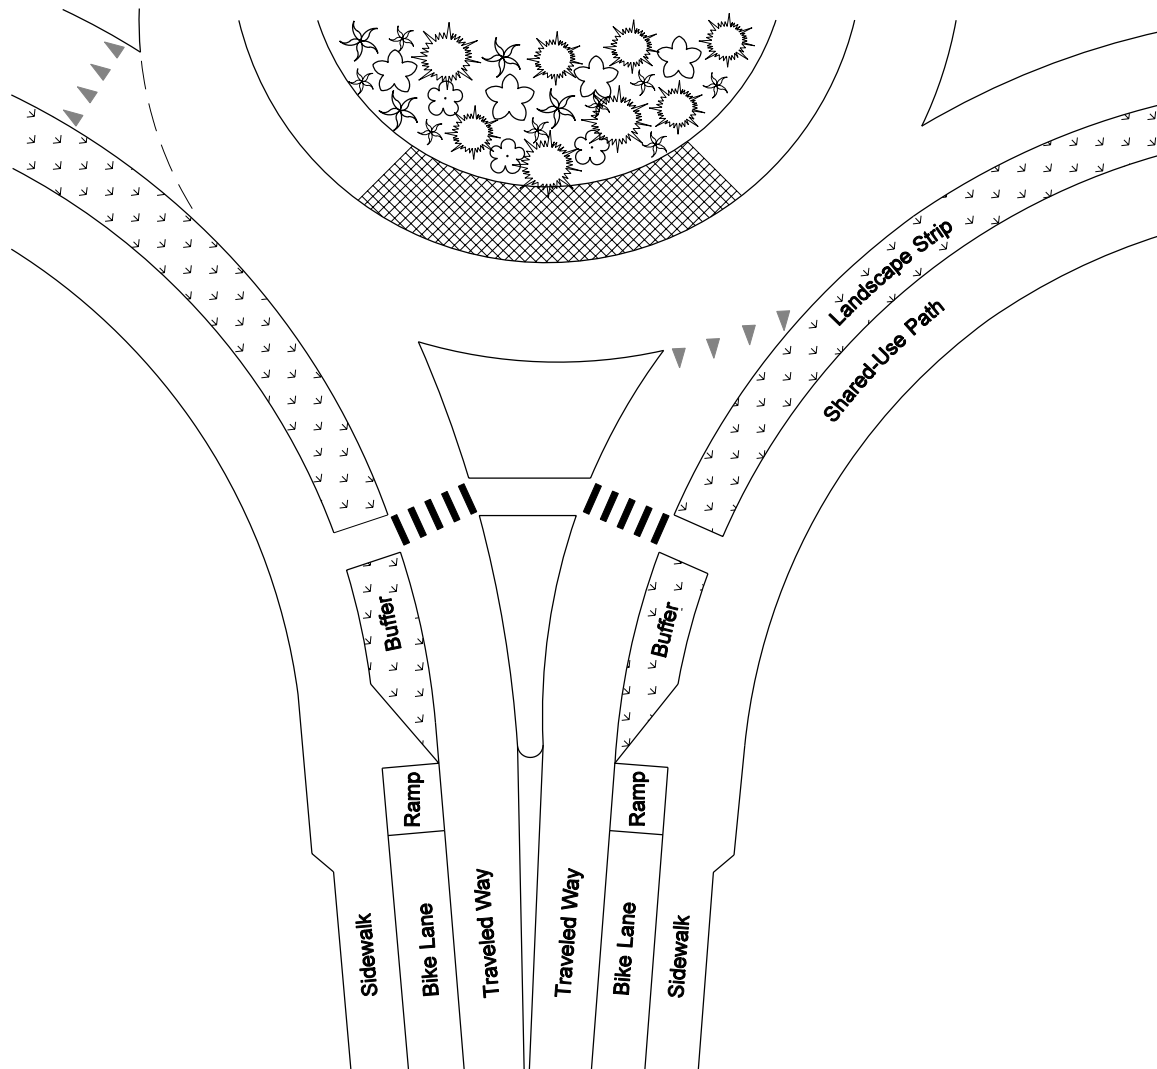 Landscape Strip
Shared-Use Path
Buffer
Buffer
Ramp
Ramp
Sidewalk
Bike Lane
Traveled Way
Traveled Way
Bike Lane
Sidewalk